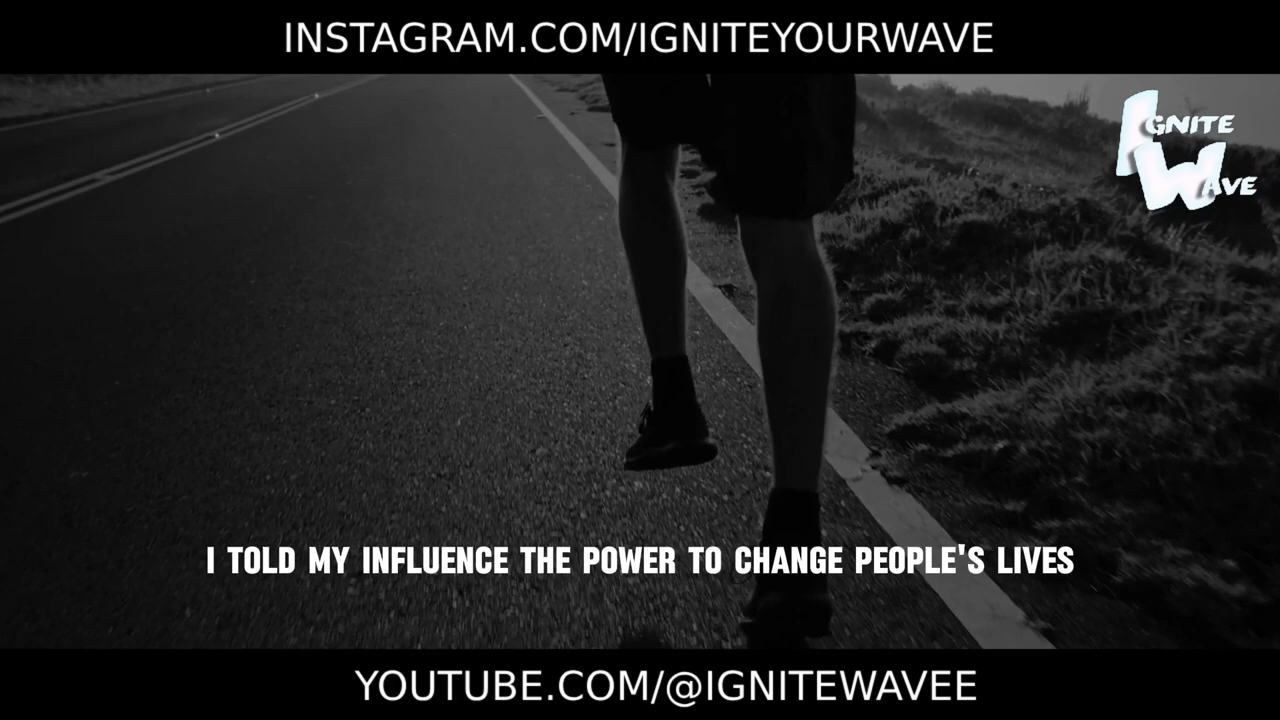 INSTAGRAM.COM/IGNITEYOURWAVE
IGNITE
WAVE
I TOLD MY INFLUENCE THE POWER TO CHANGE PEOPLE'S LIVES
YOUTUBE.COM/@IGNITEWAVEE